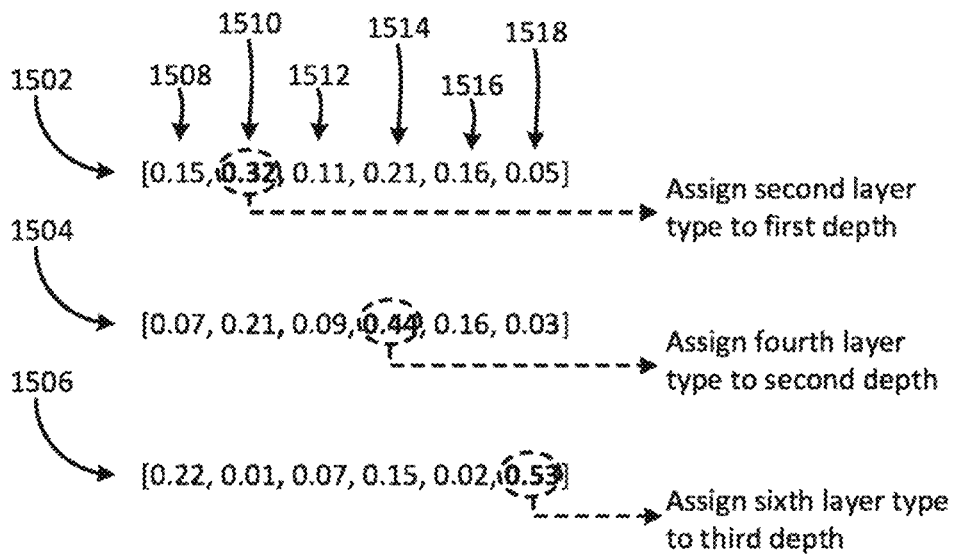 1510
1514
1518
1502
1508
1512
1516
[0.15, 0.32, 0.11, 0.21, 0.16, 0.05]
Assign second layer
type to first depth
1504
[0.07, 0.21, 0.09, 0.44, 0.16, 0.03]
Assign fourth layer
type to second depth
1506
[0.22, 0.01, 0.07, 0.15, 0.02, 0.53]
Assign sixth layer type
to third depth